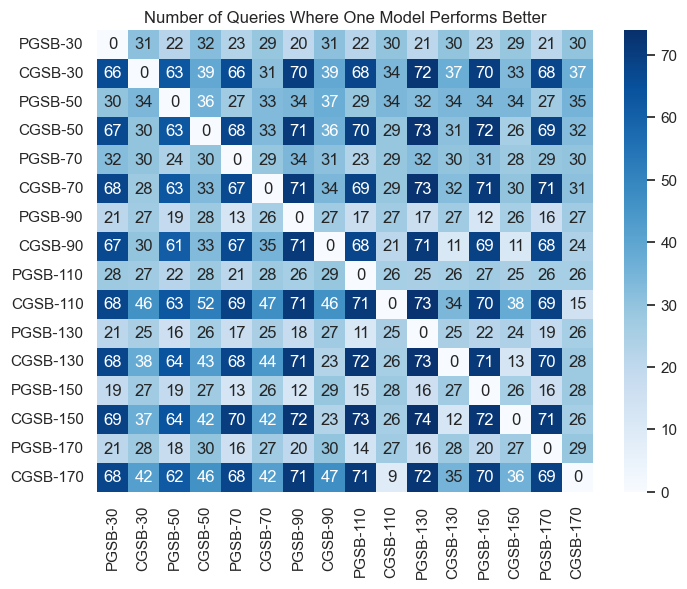 Number of Queries Where One Model Performs Better
PGSB-30 0 31 22 32 23 29 20 31 22 30 21 30 23 29 21 30
CGSB-30 66 0 63 39 66 31 70 39 68 34 72 37 70 33 68 37
PGSB-50 30 34 0 36 27 33 34 37 29 34 34 34 34 34 27 35
CGSB-50 67 30 63 0 68 33 71 36 70 29 73 31 72 26 69 32
PGSB-70 32 30 24 30 0 29 34 31 23 29 32 30 31 28 29 30
CGSB-70 68 28 63 33 67 0 71 34 69 29 73 32 71 30 71 31
PGSB-90 21 27 19 28 13 26 0 27 17 27 17 27 12 26 16 27
CGSB-90 67 30 61 33 67 35 71 0 68 21 71 11 69 11 68 24
PGSB-110 28 27 22 28 21 28 26 29 0 26 25 26 27 25 26 26
CGSB-110 68 46 63 52 69 47 71 46 71 0 73 34 70 38 69 15
PGSB-130 21 25 16 26 17 25 18 27 11 25 0 25 22 24 19 26
CGSB-130 68 38 64 43 68 44 71 23 72 26 73 0 71 13 70 28
PGSB-150 19 27 19 27 13 26 12 29 15 28 16 27 0 26 16 28
CGSB-150 69 37 64 42 70 42 72 23 73 26 74 12 72 0 71 26
PGSB-170 21 28 18 30 16 27 20 30 14 27 16 28 20 27 0 29
CGSB-170 68 42 62 46 68 42 71 47 71 9 72 35 70 36 69 0
PGSB-30 CGSB-30 PGSB-50 CGSB-50 PGSB-70 CGSB-70 PGSB-90 CGSB-90 PGSB-110 CGSB-110 PGSB-130 CGSB-130 PGSB-150 CGSB-150 PGSB-170 CGSB-170
70
60
50
40
30
20
10
0